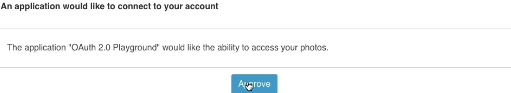 An application would like to connect to your account
The application "OAuth 2.0 Playground" would like the ability to access your photos.
Approve